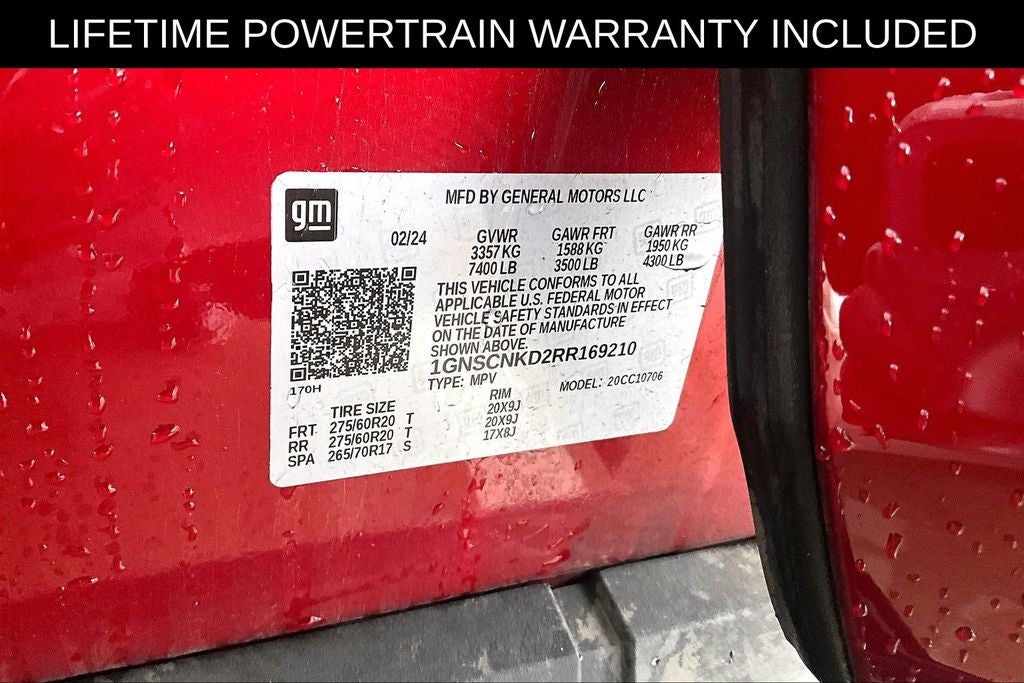 LIFETIME POWERTRAIN WARRANTY INCLUDED
gm
MFD BY GENERAL MOTORS LLC
02/24 GVWR GAWR FRT GAWR RR
3357 KG 1588 KG 1950 KG
7400 LB 3500 LB 4300 LB
THIS VEHICLE CONFORMS TO ALL
APPLICABLE U.S. FEDERAL MOTOR
VEHICLE SAFETY STANDARDS IN EFFECT
ON THE DATE OF MANUFACTURE
SHOWN ABOVE.
1GNSCNKD2RR169210
TYPE: MPV MODEL: 20CC10706
170H
TIRE SIZE RIM
FRT 275/60R20 T 20X9J
RR 275/60R20 T 20X9J
SPA 265/70R17 S 17X8J